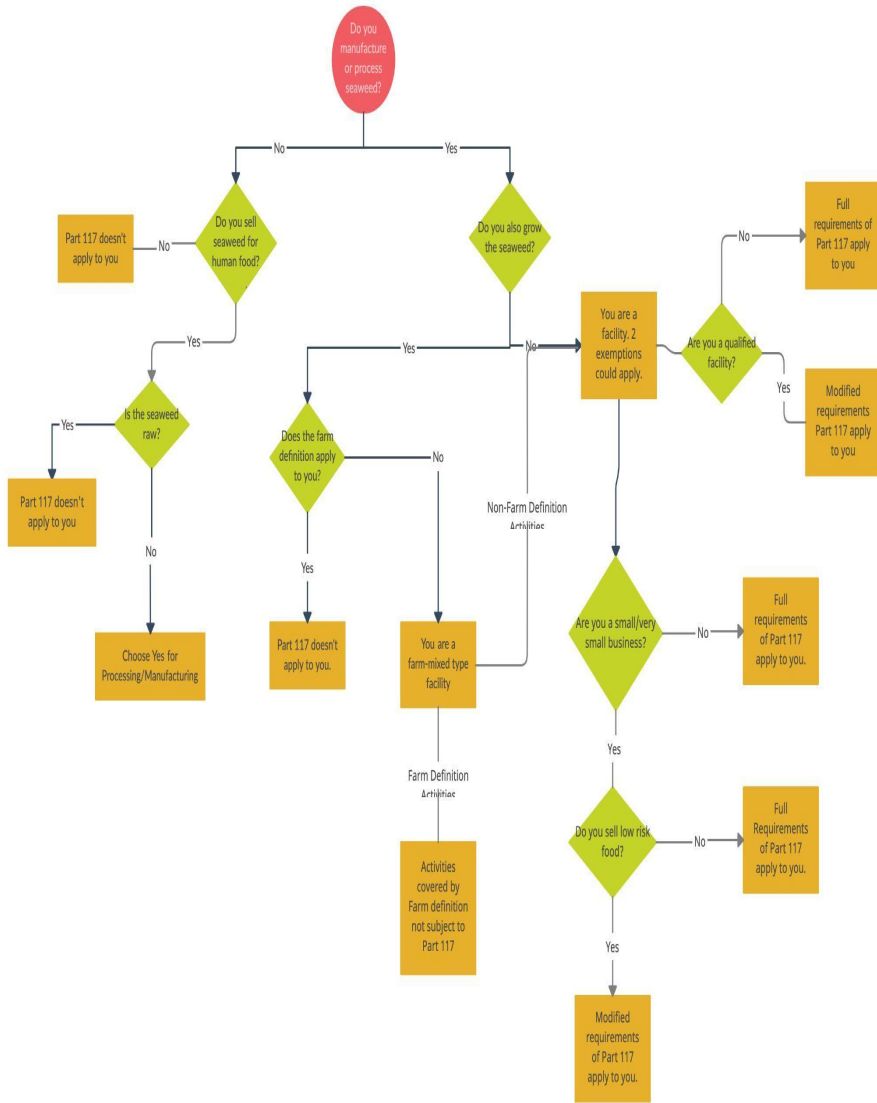 Do you
manufacture
or process
seaweed?
No
Yes
Do you sell
seaweed for
human food?
No
Part 117 doesn't
apply to you
Do you also grow
the seaweed?
Full
requirements of
Part 117 apply
to you
No
You are a
facility. 2
exemptions
could apply.
Are you a qualified
facility?
Yes
Modified
requirements
Part 117 apply
to you
Yes
Yes
No
Is the seaweed
raw?
Yes
Part 117 doesn't
apply to you
No
Choose Yes for
Processing/Manufacturing
Does the farm
definition apply
to you?
No
Yes
Part 117 doesn't
apply to you.
You are a
farm-mixed type
facility
Non-Farm Definition
Activities
Farm Definition
Activities
Activities
covered by
Farm definition
not subject to
Part 117
Are you a small/very
small business?
No
Full
requirements
of Part 117
apply to you.
Yes
Do you sell low risk
food?
No
Full
Requirements
of Part 117
apply to you.
Yes
Modified
requirements
of Part 117
apply to you.